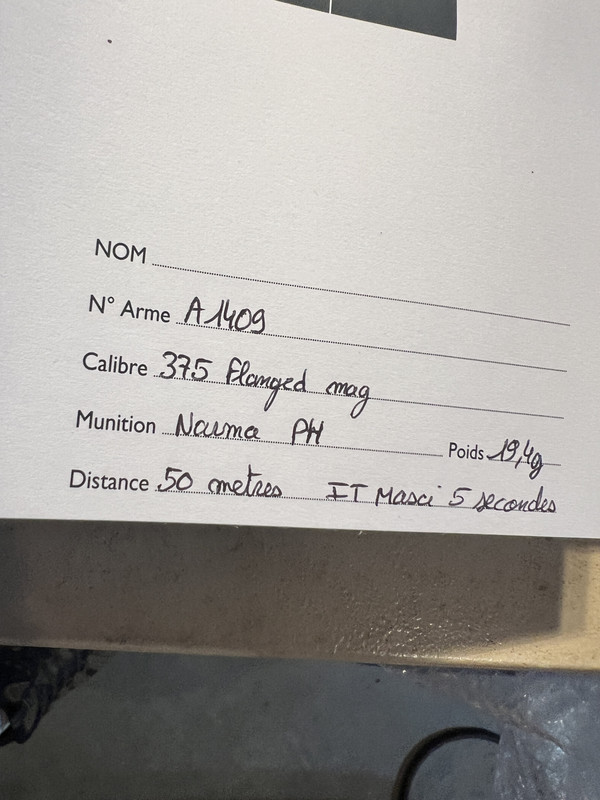 NOM
N° Arme A1409
Calibre 375 flanged mag
Munition Norma PH Poids 19,4g
Distance 50 metres IT Masci 5 secondes